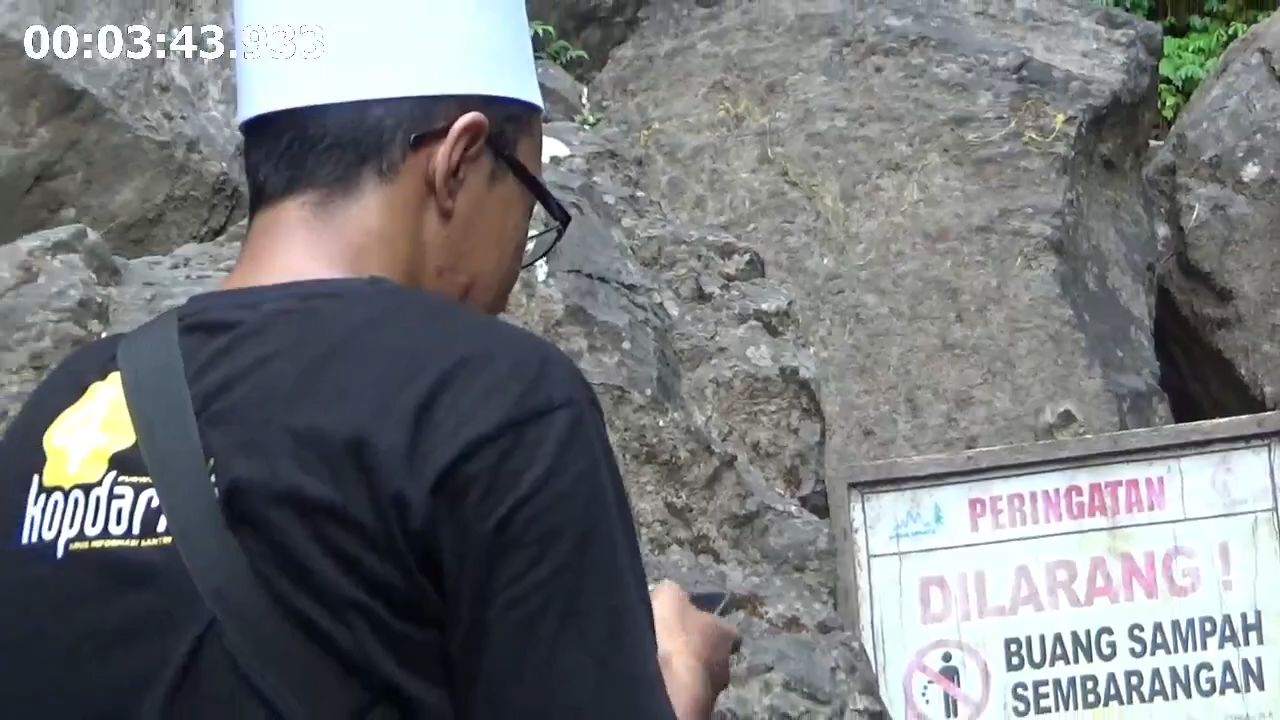 00:03:43.933
kopdar
PERINGATAN
DILARANG !
BUANG SAMPAH
SEMBARANGAN